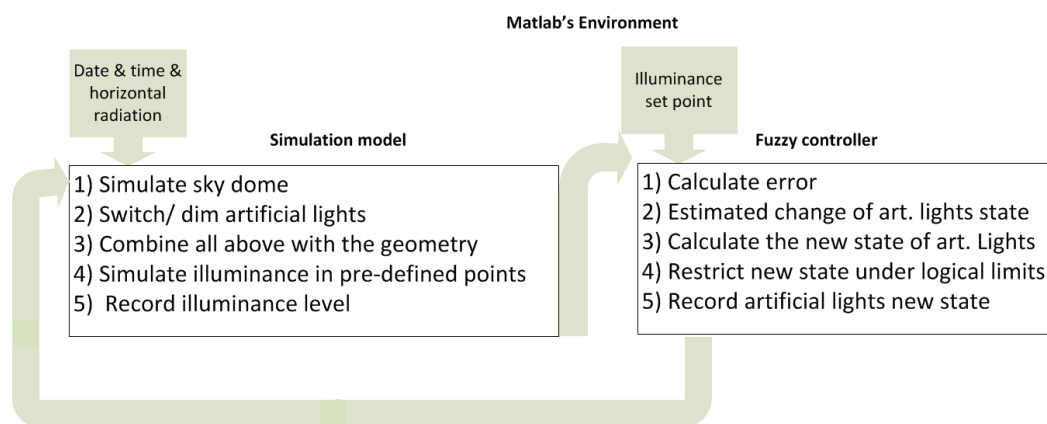 Matlab's Environment
Date & time &
horizontal
radiation
Illuminance
set point
Simulation model
1) Simulate sky dome
2) Switch/ dim artificial lights
3) Combine all above with the geometry
4) Simulate illuminance in pre-defined points
5) Record illuminance level
Fuzzy controller
1) Calculate error
2) Estimated change of art. lights state
3) Calculate the new state of art. Lights
4) Restrict new state under logical limits
5) Record artificial lights new state